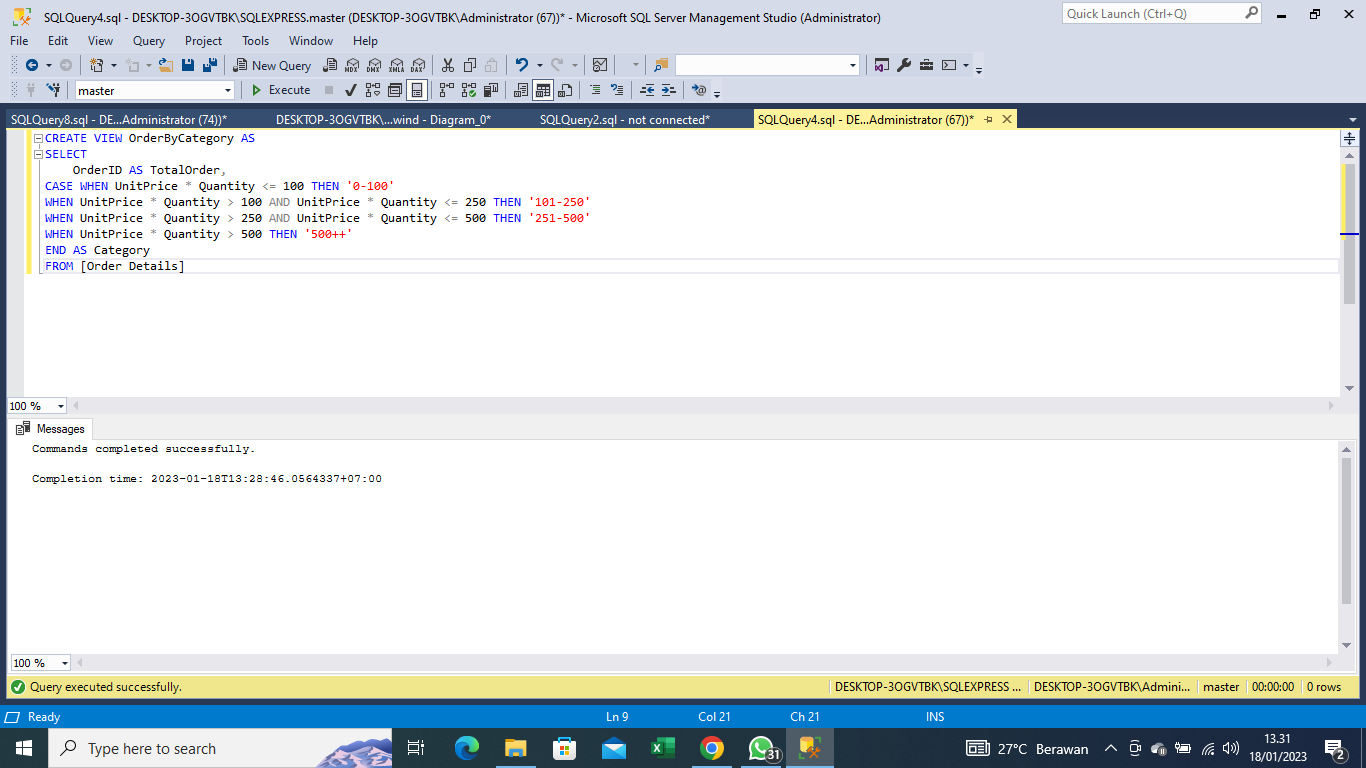 SQLQuery4.sql - DESKTOP-3OGVTBK\SQLEXPRESS.master (DESKTOP-3OGVTBK\Administrator (67))* - Microsoft SQL Server Management Studio (Administrator)
Quick Launch (Ctrl+Q)
File Edit View Query Project Tools Window Help
New Query
MDX DMX XMLA DAX
master
Execute
SQLQuery8.sql - DE...Administrator (74))* DESKTOP-3OGVTBK\...wind - Diagram_0* SQLQuery2.sql - not connected* SQLQuery4.sql - DE...Administrator (67))*
CREATE VIEW OrderByCategory AS
SELECT
OrderID AS TotalOrder,
CASE WHEN UnitPrice * Quantity <= 100 THEN '0-100'
WHEN UnitPrice * Quantity > 100 AND UnitPrice * Quantity <= 250 THEN '101-250'
WHEN UnitPrice * Quantity > 250 AND UnitPrice * Quantity <= 500 THEN '251-500'
WHEN UnitPrice * Quantity > 500 THEN '500++'
END AS Category
FROM [Order Details]
100 %
Messages
Commands completed successfully.
Completion time: 2023-01-18T13:28:46.0564337+07:00
100 %
Query executed successfully. DESKTOP-3OGVTBK\SQLEXPRESS ... DESKTOP-3OGVTBK\Admini... master 00:00:00 0 rows
Ready Ln 9 Col 21 Ch 21 INS
Type here to search 31 27°C Berawan 13.31
18/01/2023 2